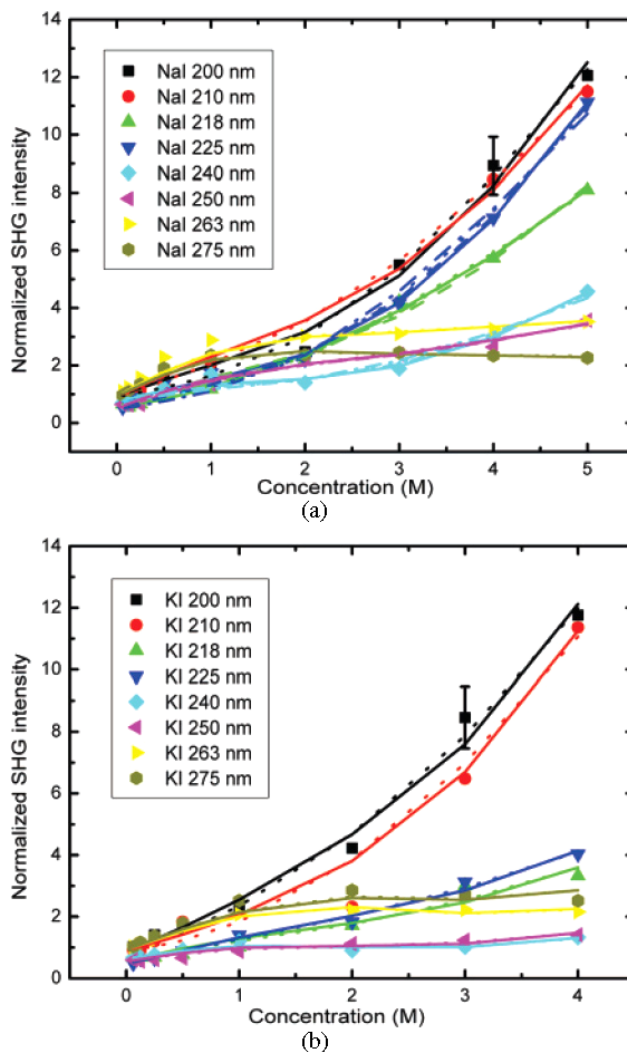 14
12
10
8
6
4
2
0
Normalized SHG intensity
NaI 200 nm
NaI 210 nm
NaI 218 nm
NaI 225 nm
NaI 240 nm
NaI 250 nm
NaI 263 nm
NaI 275 nm
0 1 2 3 4 5
Concentration (M)
(a)
14
12
10
8
6
4
2
0
Normalized SHG intensity
KI 200 nm
KI 210 nm
KI 218 nm
KI 225 nm
KI 240 nm
KI 250 nm
KI 263 nm
KI 275 nm
0 1 2 3 4
Concentration (M)
(b)